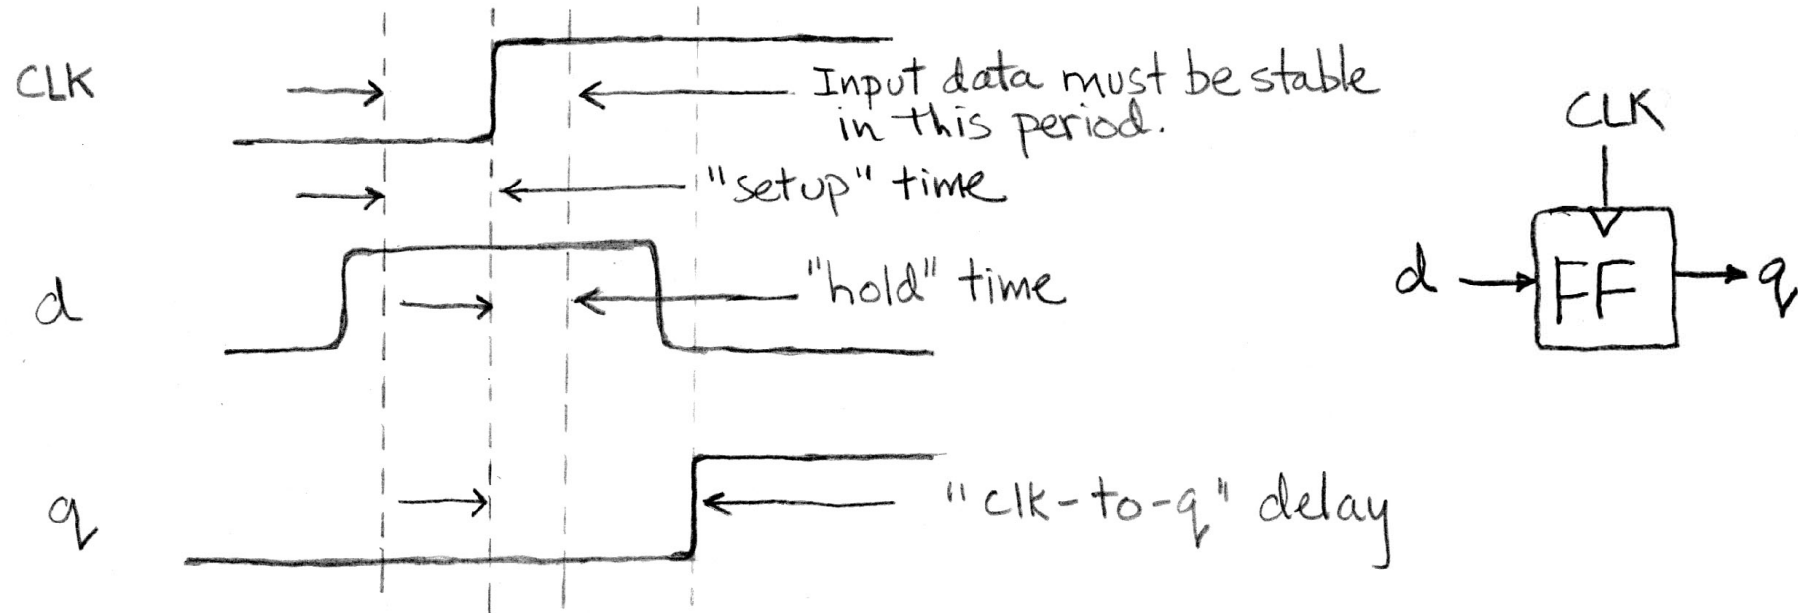 CLK
Input data must be stable
in this period.
"setup" time
d
"hold" time
q
"clk-to-q" delay
CLK
d
FF
q